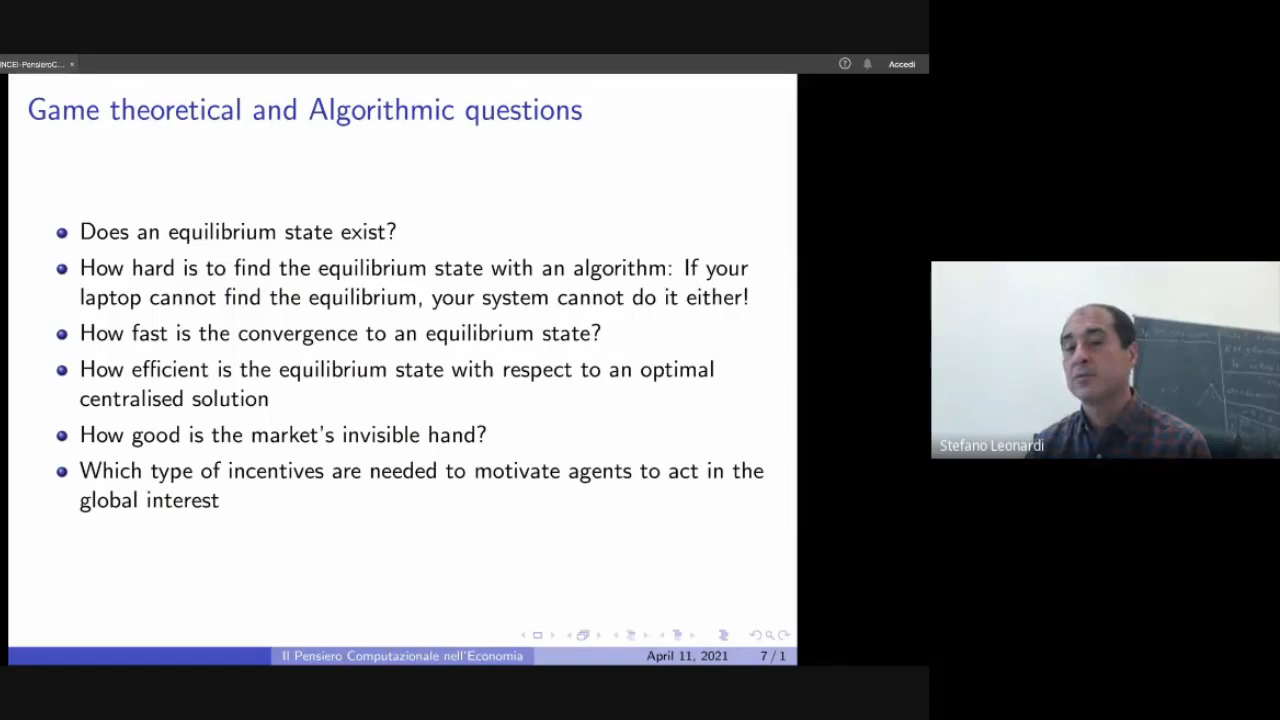 NCEI-PensieroC...
Accedi
Game theoretical and Algorithmic questions
Does an equilibrium state exist?
How hard is to find the equilibrium state with an algorithm: If your
laptop cannot find the equilibrium, your system cannot do it either!
How fast is the convergence to an equilibrium state?
How efficient is the equilibrium state with respect to an optimal
centralised solution
How good is the market's invisible hand?
Which type of incentives are needed to motivate agents to act in the
global interest
Stefano Leonardi
Il Pensiero Computazionale nell'Economia
April 11, 2021
7 / 1